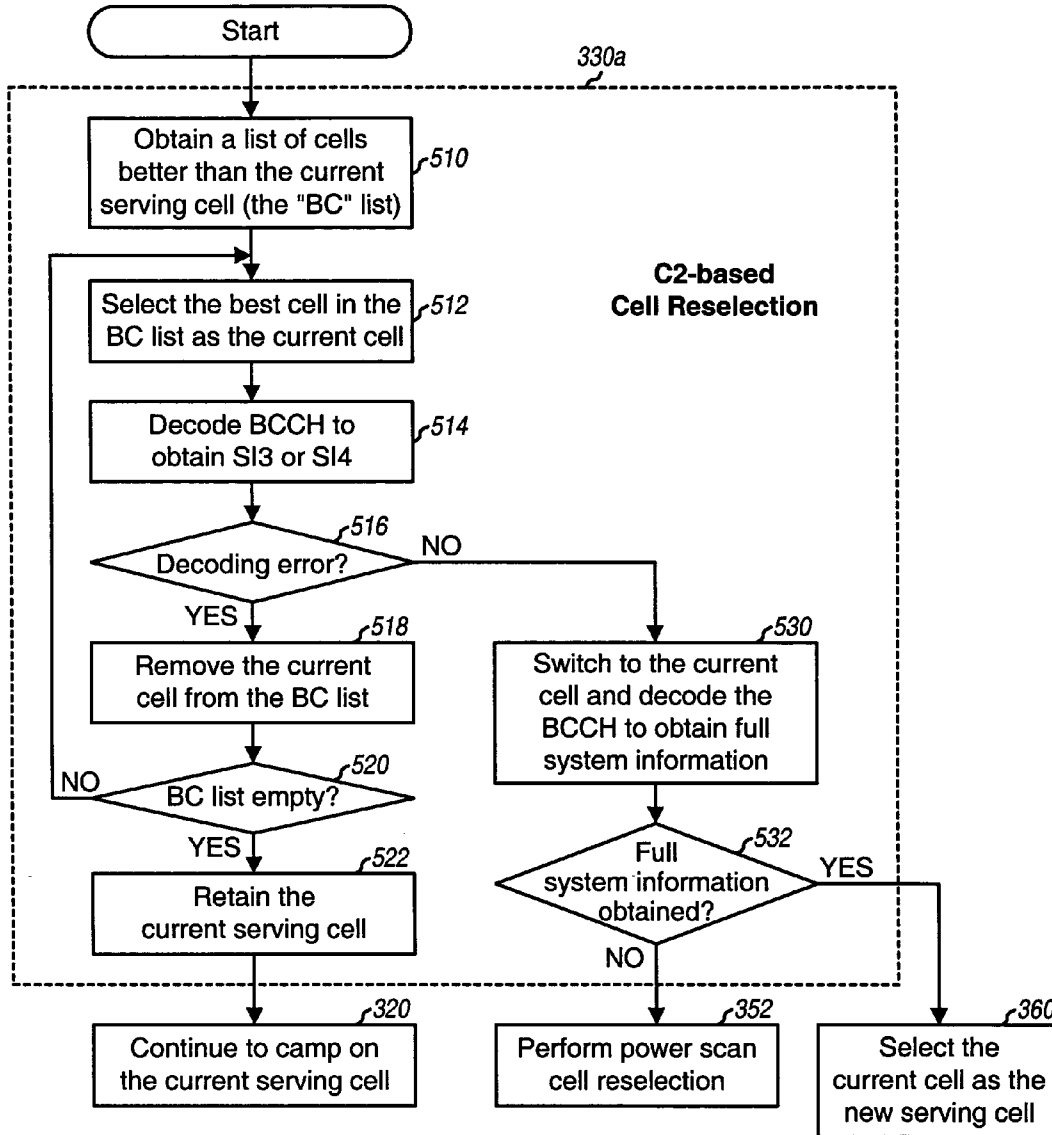 Start
330a
Obtain a list of cells
better than the current
serving cell (the "BC" list)
510
C2-based
Cell Reselection
Select the best cell in the
BC list as the current cell
512
Decode BCCH to
obtain SI3 or SI4
514
516
Decoding error?
NO
YES
518
Remove the current
cell from the BC list
530
Switch to the current
cell and decode the
BCCH to obtain full
system information
520
NO
BC list empty?
YES
522
Retain the
current serving cell
532
Full
system information
obtained?
YES
NO
320
Continue to camp on
the current serving cell
352
Perform power scan
cell reselection
360
Select the
current cell as the
new serving cell